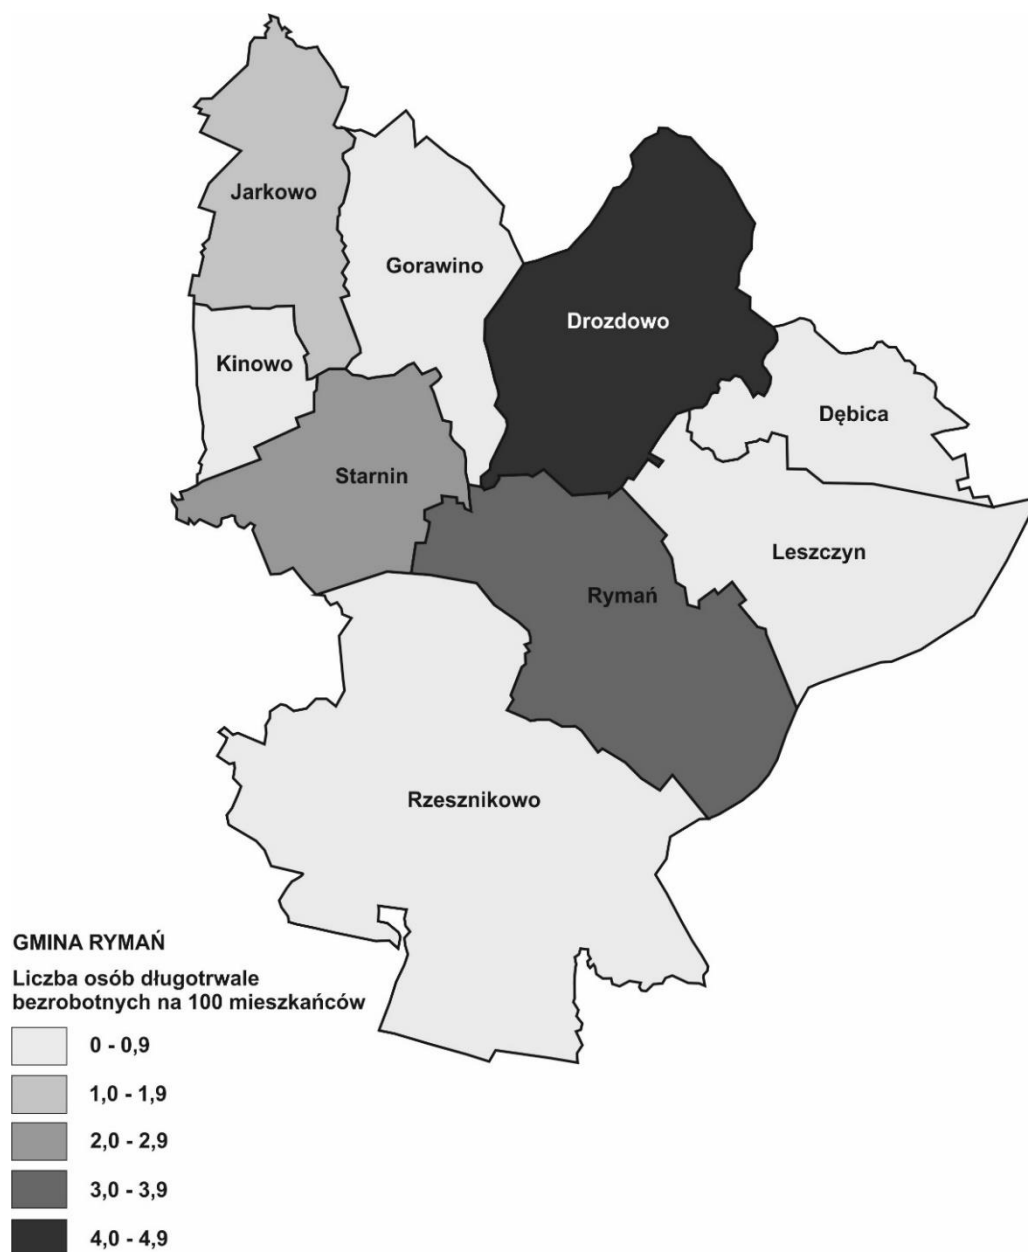 Jarkowo
Gorawino
Drozdowo
Kinowo
Dębica
Starnin
Leszczyn
Rymań
Rzesznikowo
GMINA RYMAŃ
Liczba osób długotrwale
bezrobotnych na 100 mieszkańców
0 - 0,9
1,0 - 1,9
2,0 - 2,9
3,0 - 3,9
4,0 - 4,9